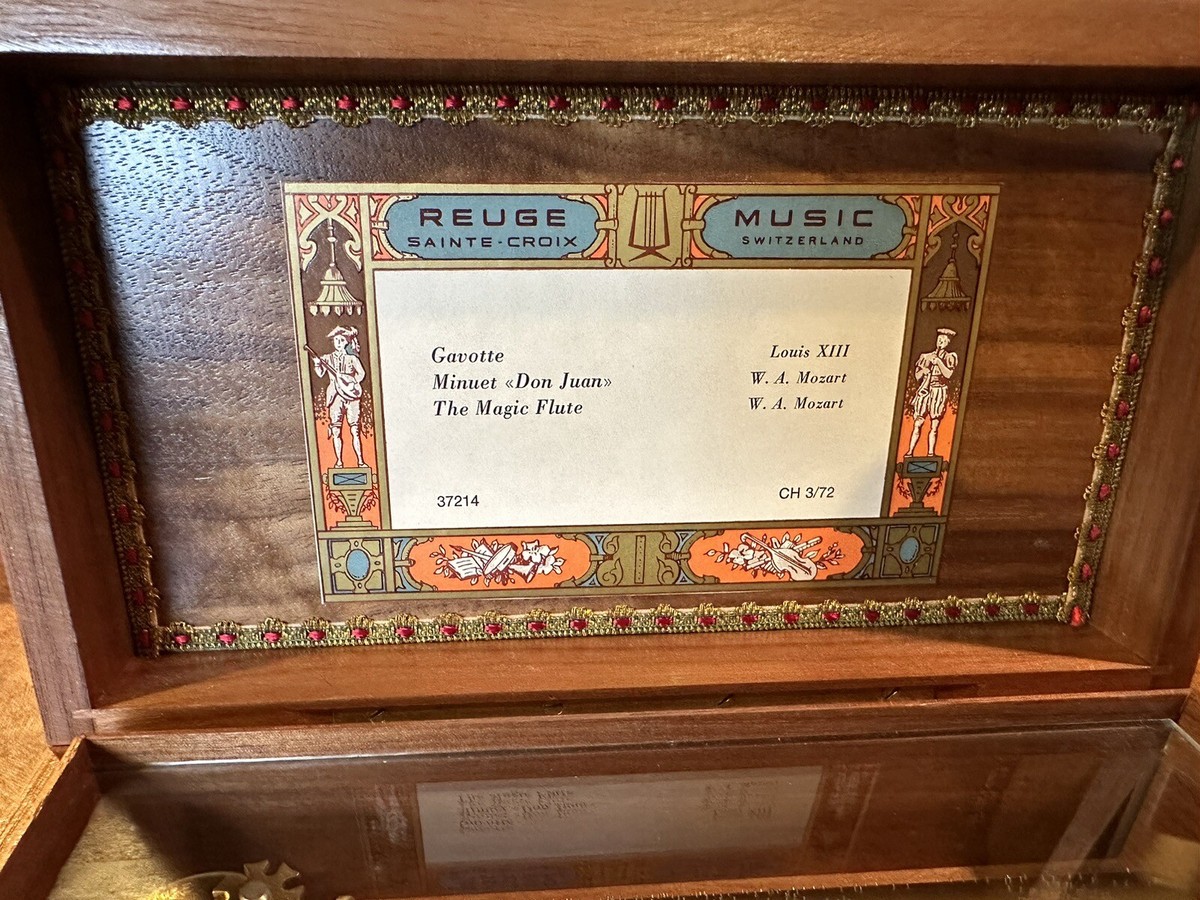 REUGE MUSIC
SAINTE-CROIX SWITZERLAND
Gavotte Louis XIII
Minuet «Don Juan» W. A. Mozart
The Magic Flute W. A. Mozart
37214 CH 3/72